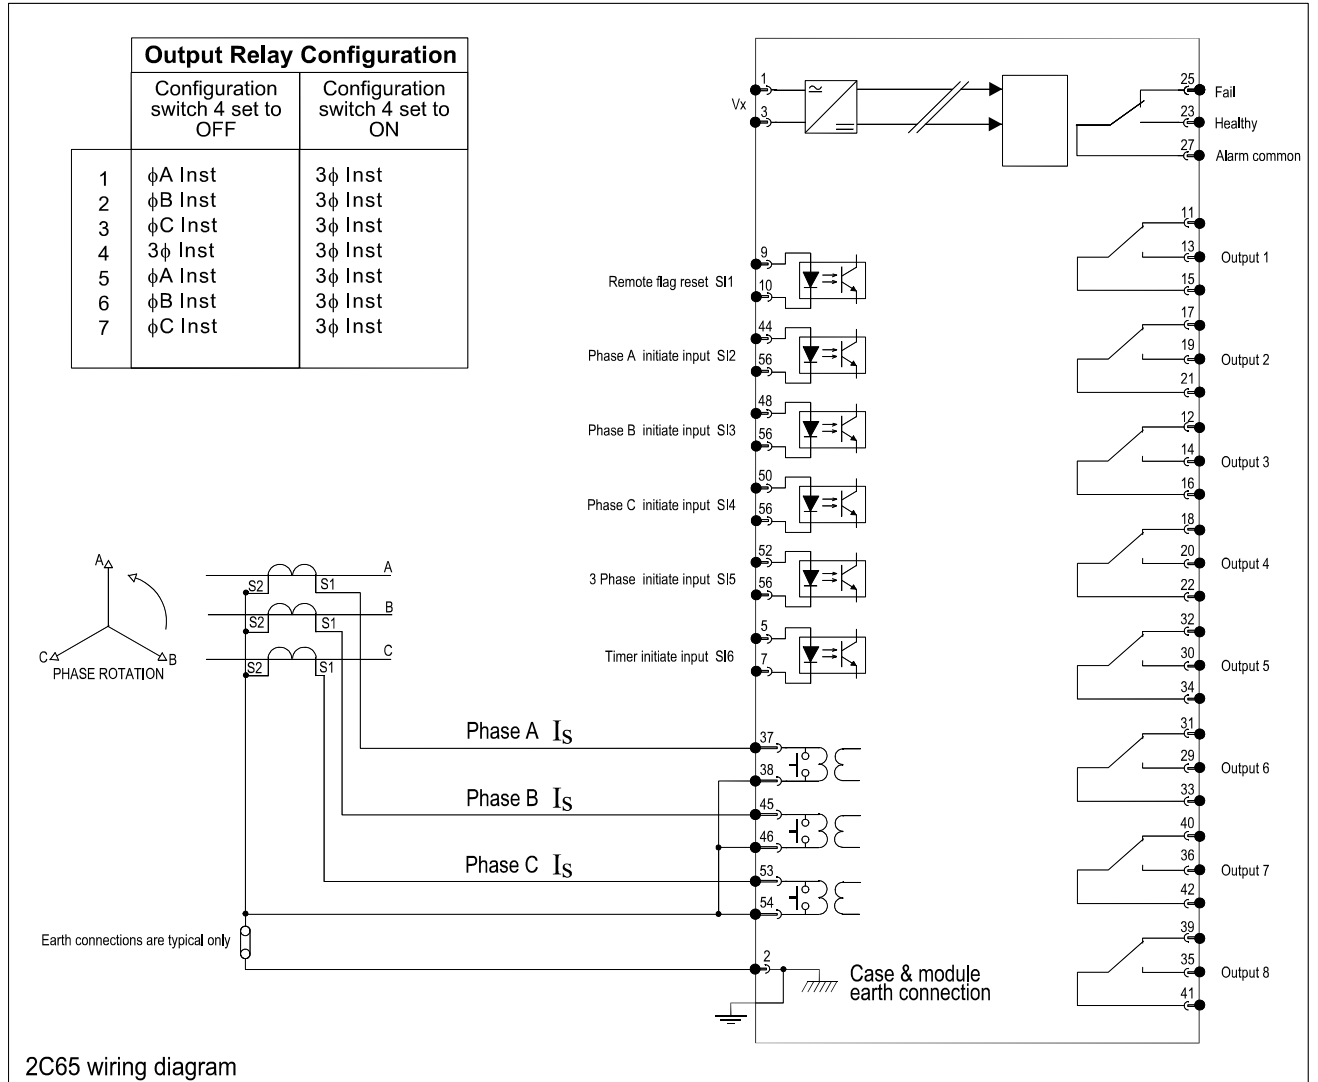 Output Relay Configuration
Configuration switch 4 set to OFF
Configuration switch 4 set to ON
1 ϕA Inst 3ϕ Inst
2 ϕB Inst 3ϕ Inst
3 ϕC Inst 3ϕ Inst
4 3ϕ Inst 3ϕ Inst
5 ϕA Inst 3ϕ Inst
6 ϕB Inst 3ϕ Inst
7 ϕC Inst 3ϕ Inst
Vx
1
3
25 Fail
23 Healthy
27 Alarm common
11
13 Output 1
15
17
19 Output 2
21
12
14 Output 3
16
18
20 Output 4
22
32
30 Output 5
34
31
29 Output 6
33
40
36 Output 7
42
39
35 Output 8
41
Remote flag reset SI1
9
10
Phase A initiate input SI2
44
56
Phase B initiate input SI3
48
56
Phase C initiate input SI4
50
56
3 Phase initiate input SI5
52
56
Timer initiate input SI6
5
7
A
C B
PHASE ROTATION
A
S2 S1
B
S2 S1
C
S2 S1
Phase A Is
37
38
Phase B Is
45
46
Phase C Is
53
54
Earth connections are typical only
2
Case & module
earth connection
2C65 wiring diagram